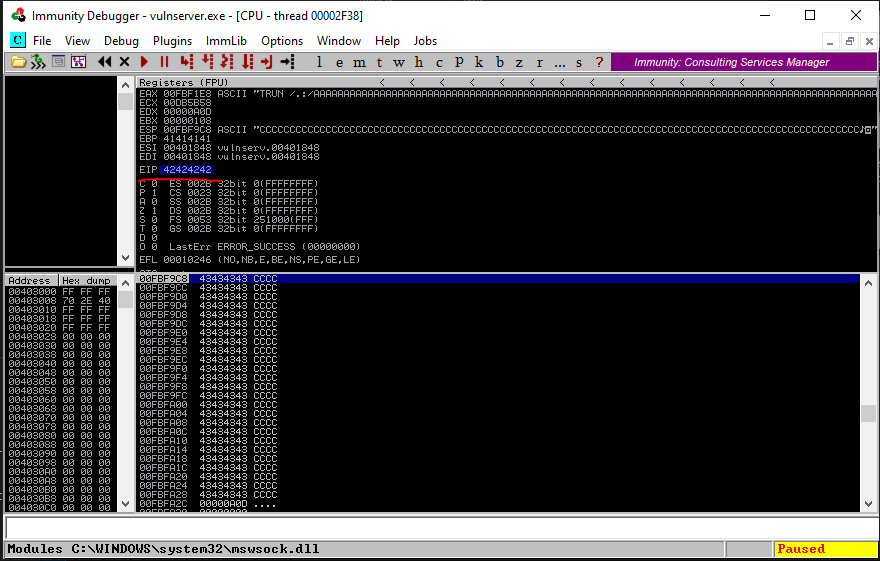 Immunity Debugger - vulnserver.exe - [CPU - thread 00002F38]
C File View Debug Plugins ImmLib Options Window Help Jobs
l e m t w h c p k b z r ... s ? Immunity: Consulting Services Manager
Registers (FPU) < < < < < < < < < < < < <
EAX 00FBF1E8 ASCII "TRUN /.:/AAAAAAAAAAAAAAAAAAAAAAAAAAAAAAAAAAAAAAAAAAAAAAAAAAAAAAAAAAAAAAAAAAAAAAAAAAAAAAAAAAAAAAAAAAAA
ECX 00DB5B58
EDX 00000A0D
EBX 00000108
ESP 00FBF9C8 ASCII "CCCCCCCCCCCCCCCCCCCCCCCCCCCCCCCCCCCCCCCCCCCCCCCCCCCCCCCCCCCCCCCCCCCCCCCCCCCCCCCCCCCCCCCCCCCCCCCCCCCC♪◙"
EBP 41414141
ESI 00401848 vulnserv.00401848
EDI 00401848 vulnserv.00401848
EIP 42424242
C 0 ES 002B 32bit 0(FFFFFFFF)
P 1 CS 0023 32bit 0(FFFFFFFF)
A 0 SS 002B 32bit 0(FFFFFFFF)
Z 1 DS 002B 32bit 0(FFFFFFFF)
S 0 FS 0053 32bit 251000(FFF)
T 0 GS 002B 32bit 0(FFFFFFFF)
D 0
O 0 LastErr ERROR_SUCCESS (00000000)
EFL 00010246 (NO,NB,E,BE,NS,PE,GE,LE)
Address Hex dump
00403000 FF FF FF
00403008 70 2E 40
00403010 FF FF FF
00403018 FF FF FF
00403020 FF FF FF
00403028 00 00 00
00403030 00 00 00
00403038 00 00 00
00403040 00 00 00
00403048 00 00 00
00403050 00 00 00
00403058 00 00 00
00403060 00 00 00
00403068 00 00 00
00403070 00 00 00
00403078 00 00 00
00403080 00 00 00
00403088 00 00 00
00403090 00 00 00
00403098 00 00 00
004030A0 00 00 00
004030A8 00 00 00
004030B0 00 00 00
004030B8 00 00 00
004030C0 00 00 00
00FBF9C8 43434343 CCCC
00FBF9CC 43434343 CCCC
00FBF9D0 43434343 CCCC
00FBF9D4 43434343 CCCC
00FBF9D8 43434343 CCCC
00FBF9DC 43434343 CCCC
00FBF9E0 43434343 CCCC
00FBF9E4 43434343 CCCC
00FBF9E8 43434343 CCCC
00FBF9EC 43434343 CCCC
00FBF9F0 43434343 CCCC
00FBF9F4 43434343 CCCC
00FBF9F8 43434343 CCCC
00FBF9FC 43434343 CCCC
00FBFA00 43434343 CCCC
00FBFA04 43434343 CCCC
00FBFA08 43434343 CCCC
00FBFA0C 43434343 CCCC
00FBFA10 43434343 CCCC
00FBFA14 43434343 CCCC
00FBFA18 43434343 CCCC
00FBFA1C 43434343 CCCC
00FBFA20 43434343 CCCC
00FBFA24 43434343 CCCC
00FBFA28 43434343 CCCC
00FBFA2C 00000A0D ....
Modules C:\WINDOWS\system32\mswsock.dll
Paused